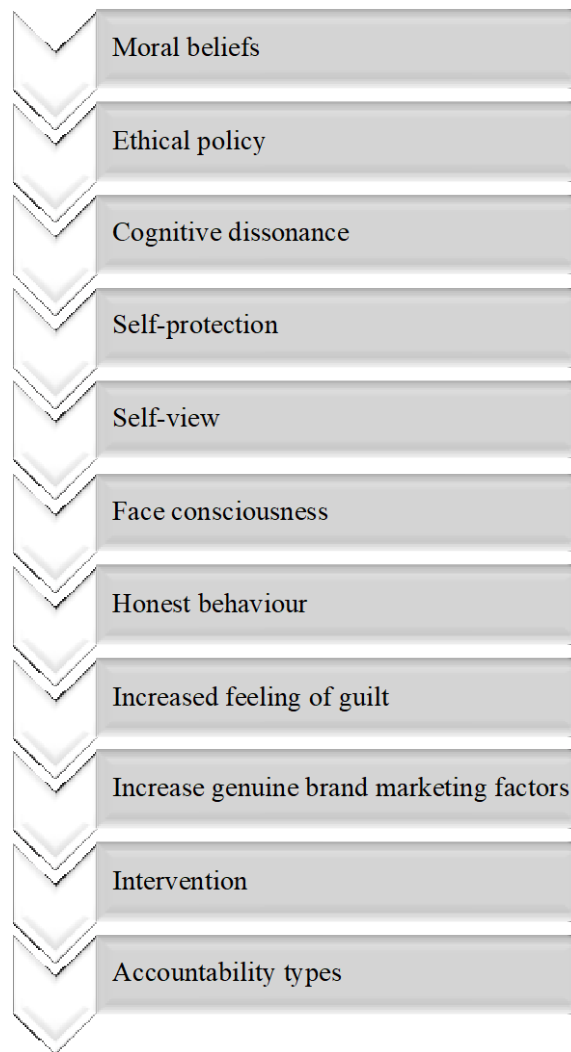 Moral beliefs
Ethical policy
Cognitive dissonance
Self-protection
Self-view
Face consciousness
Honest behaviour
Increased feeling of guilt
Increase genuine brand marketing factors
Intervention
Accountability types